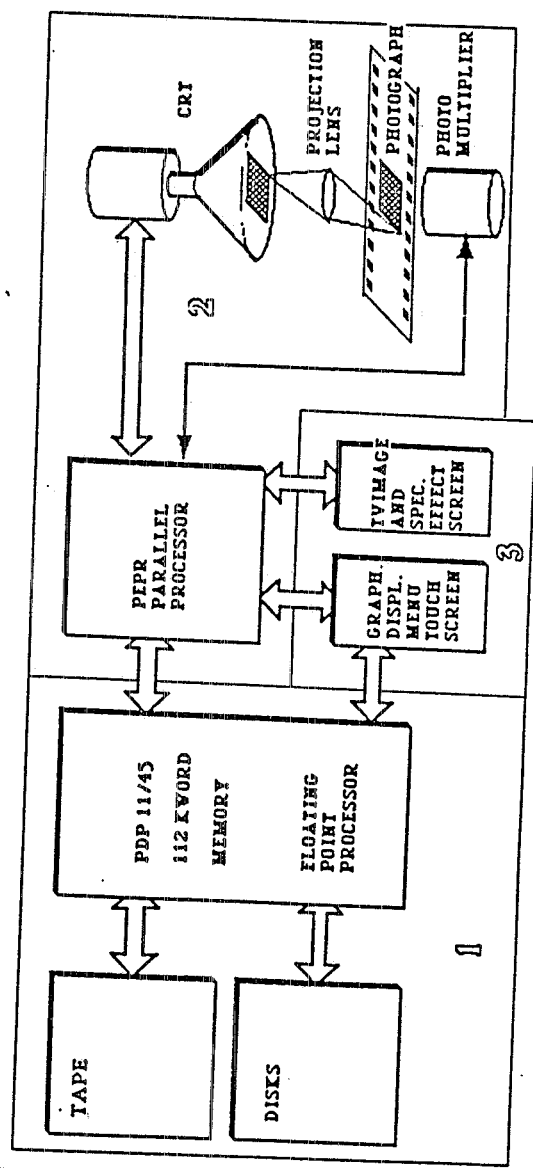 TAPE
DISKS
1
PDP 11/45
112 KWORD
MEMORY
FLOATING
POINT
PROCESSOR
PEPR
PARALLEL
PROCESSOR
GRAPH.
DISPL.
MENU
TOUCH
SCREEN
TVIMAGE
AND
SPEC.
EFFECT
SCREEN
3
2
CRT
PROJECTION
LENS
PHOTOGRAPH
PHOTO
MULTIPLIER